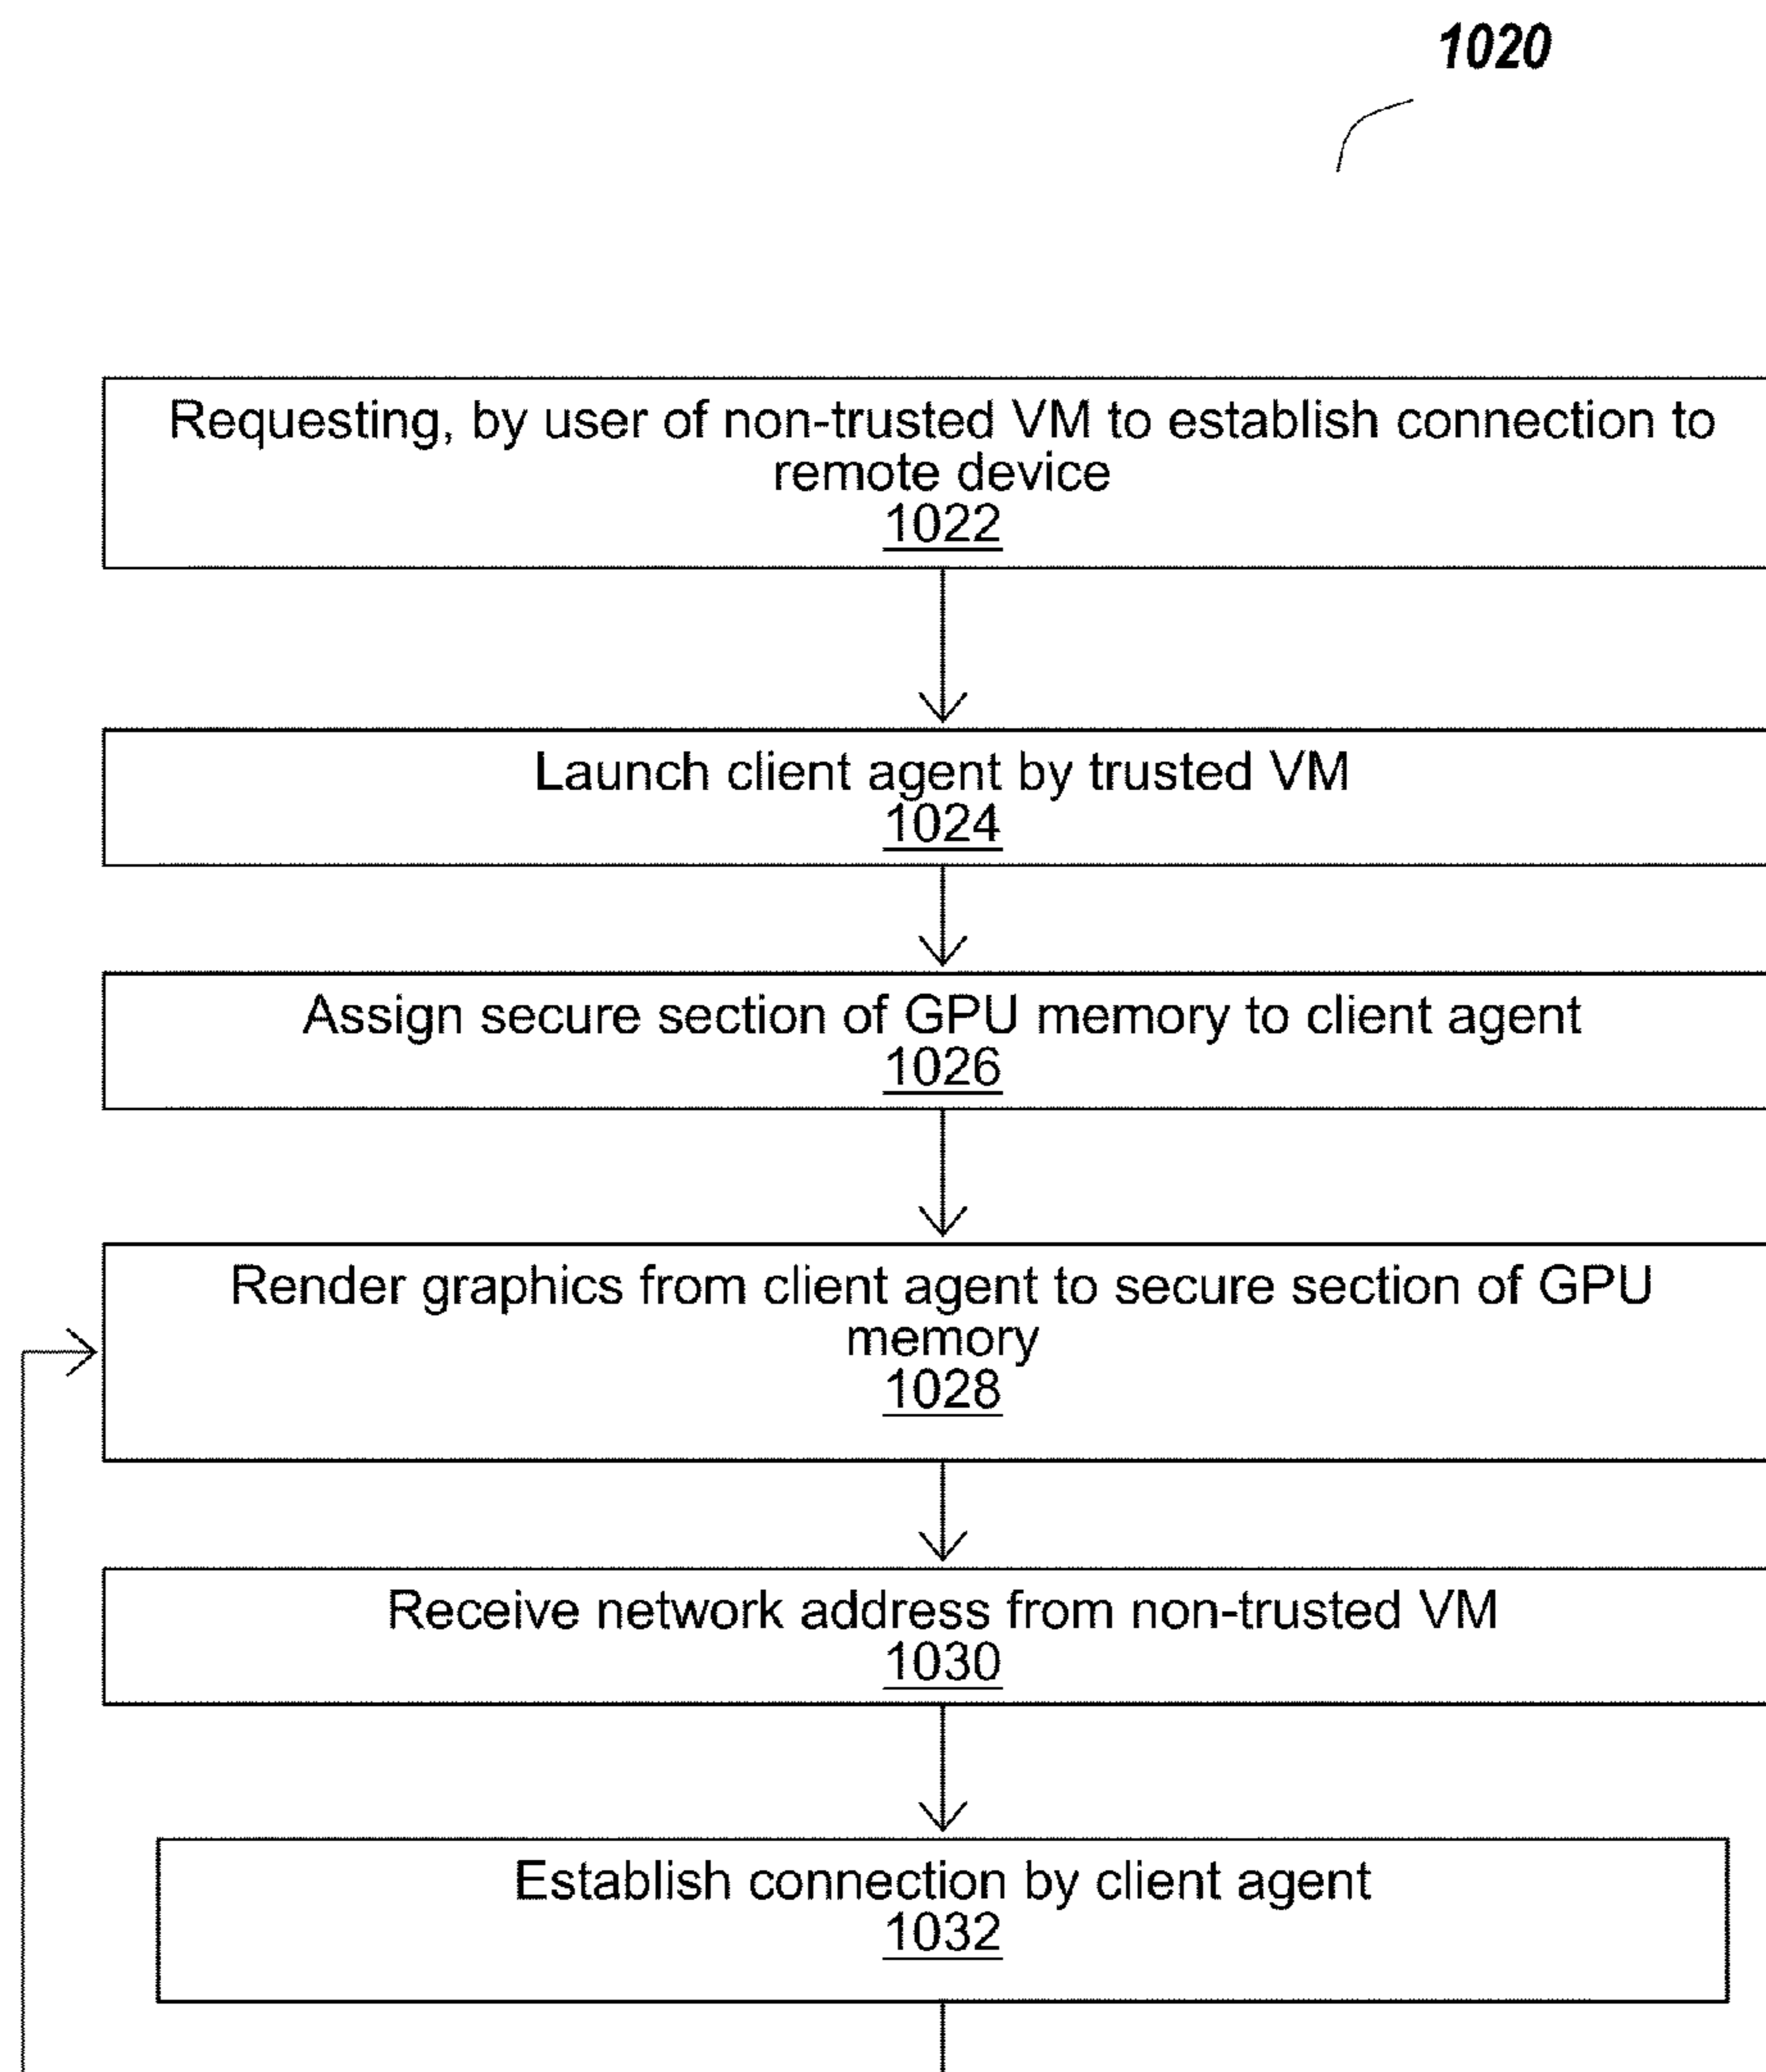 1020
Requesting, by user of non-trusted VM to establish connection to
remote device
1022
Launch client agent by trusted VM
1024
Assign secure section of GPU memory to client agent
1026
Render graphics from client agent to secure section of GPU
memory
1028
Receive network address from non-trusted VM
1030
Establish connection by client agent
1032